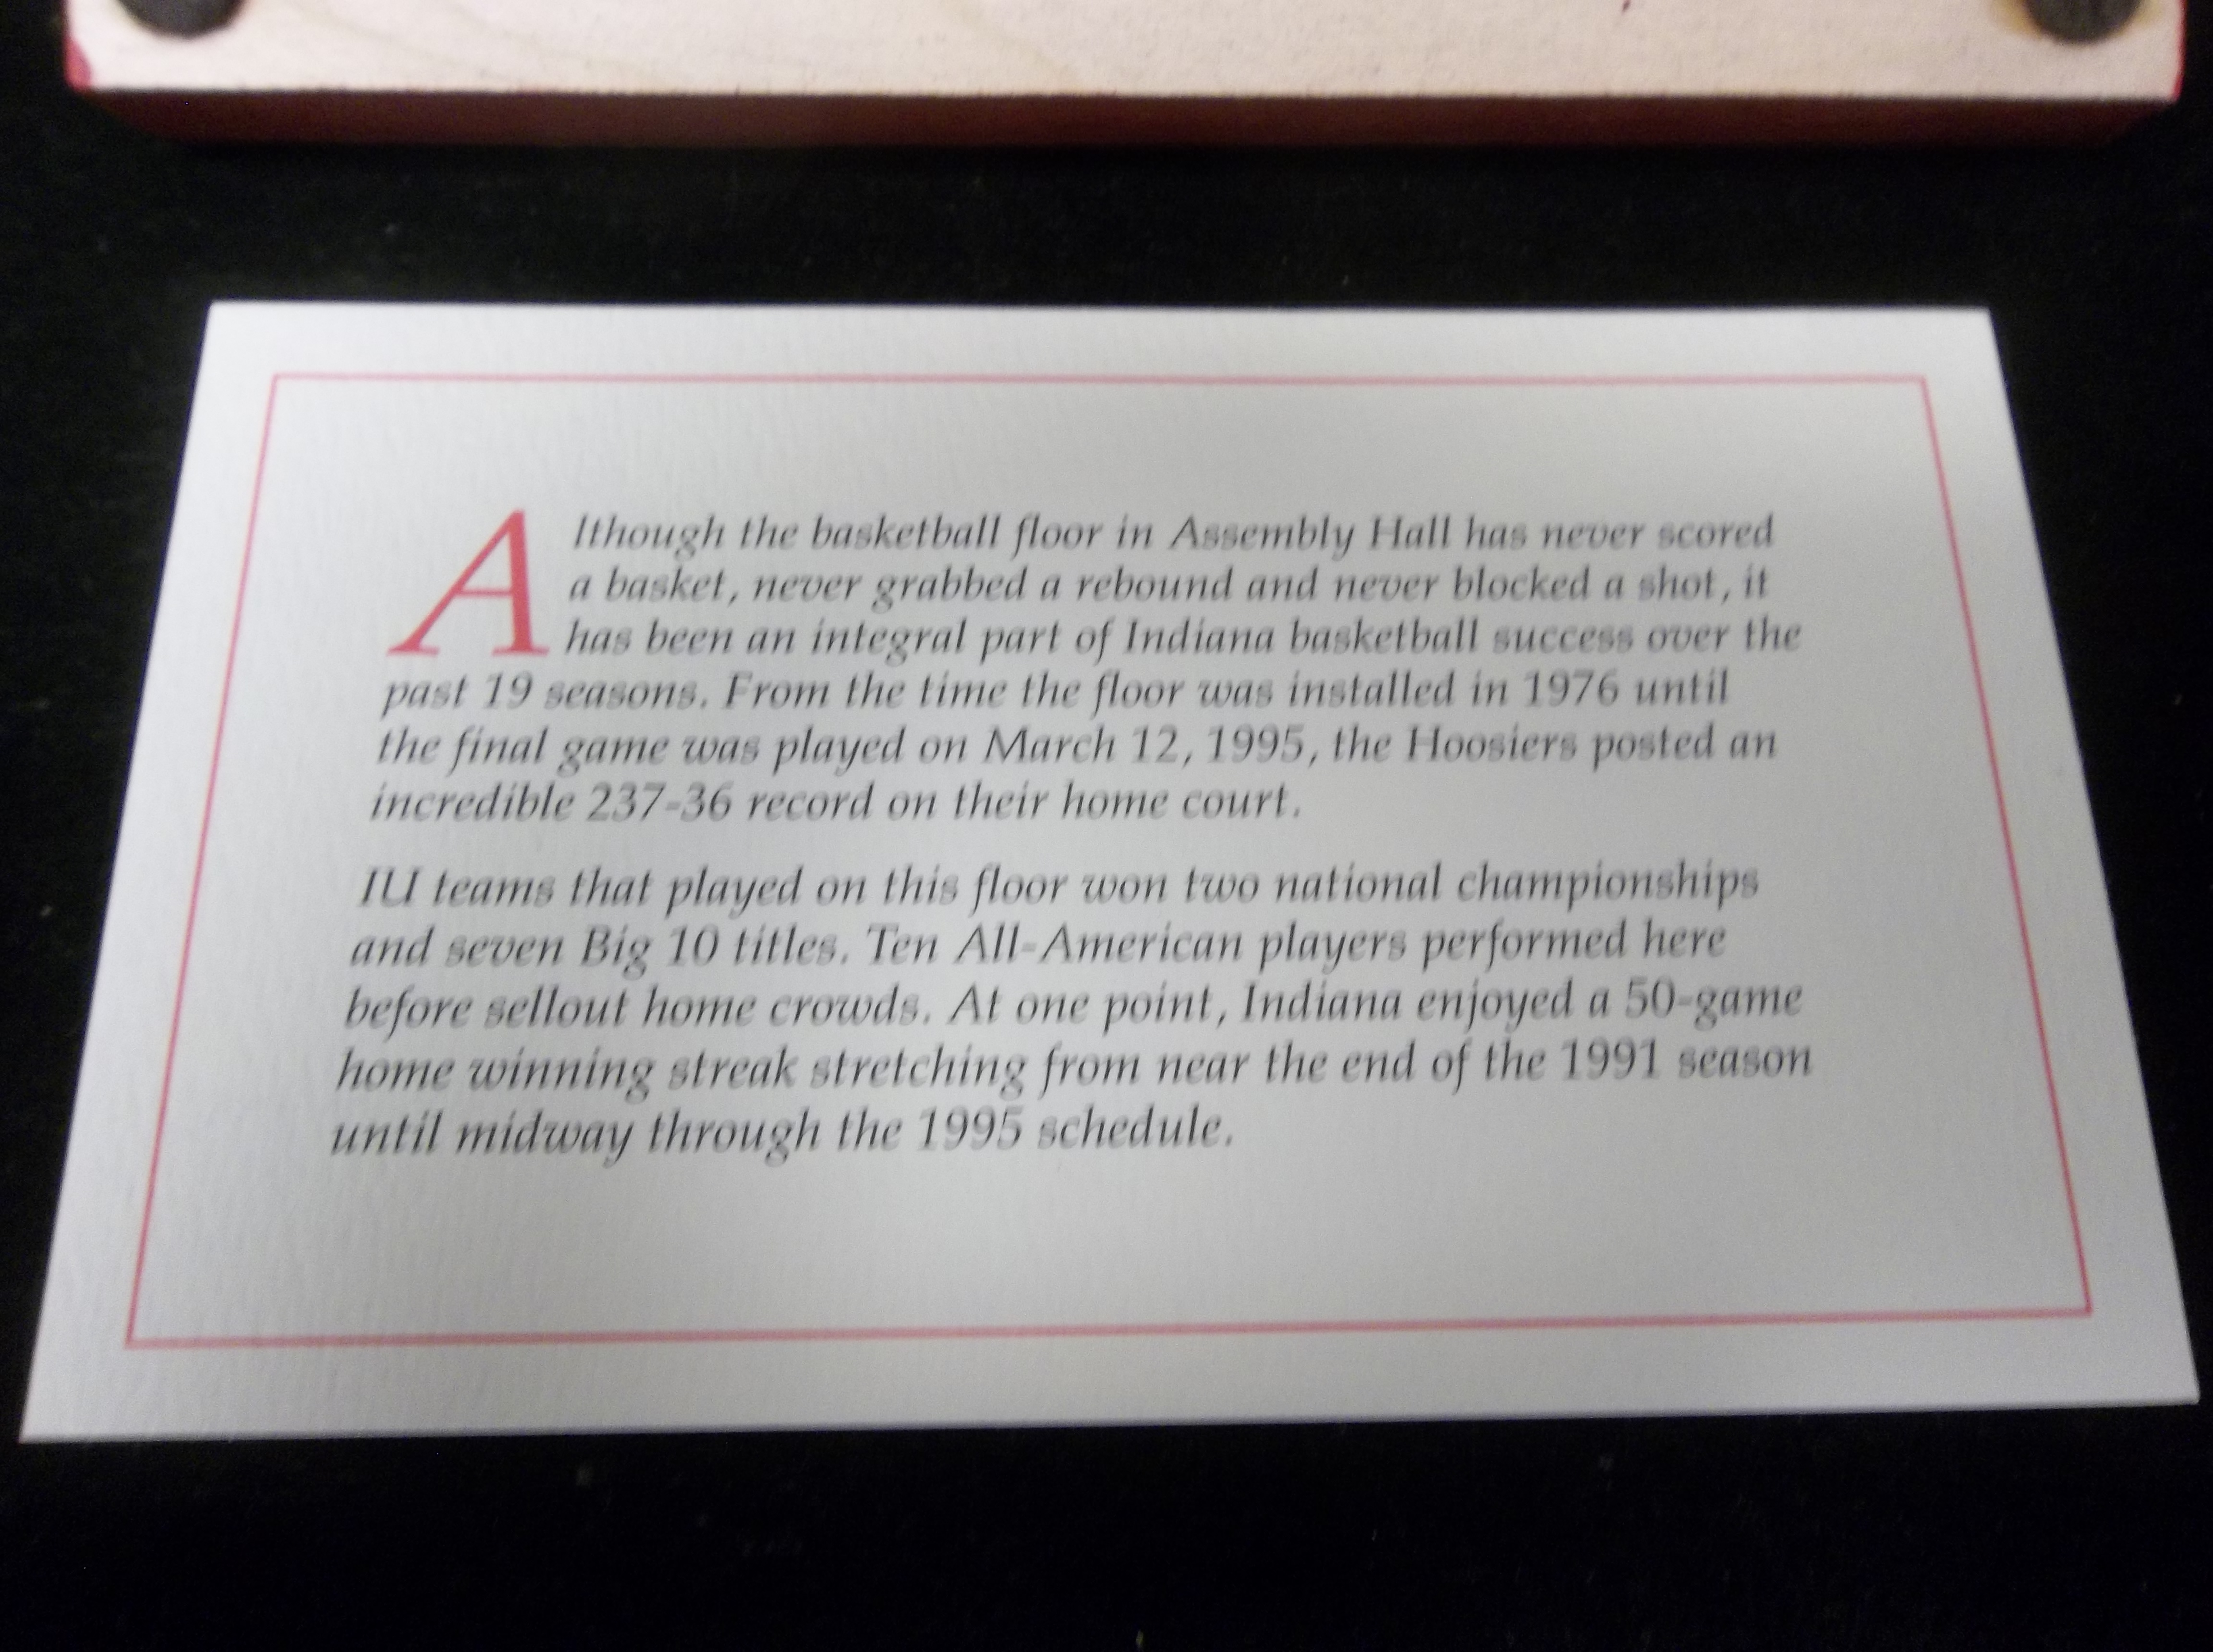 Although the basketball floor in Assembly Hall has never scored
a basket, never grabbed a rebound and never blocked a shot, it
has been an integral part of Indiana basketball success over the
past 19 seasons. From the time the floor was installed in 1976 until
the final game was played on March 12, 1995, the Hoosiers posted an
incredible 237-36 record on their home court.
IU teams that played on this floor won two national championships
and seven Big 10 titles. Ten All-American players performed here
before sellout home crowds. At one point, Indiana enjoyed a 50-game
home winning streak stretching from near the end of the 1991 season
until midway through the 1995 schedule.